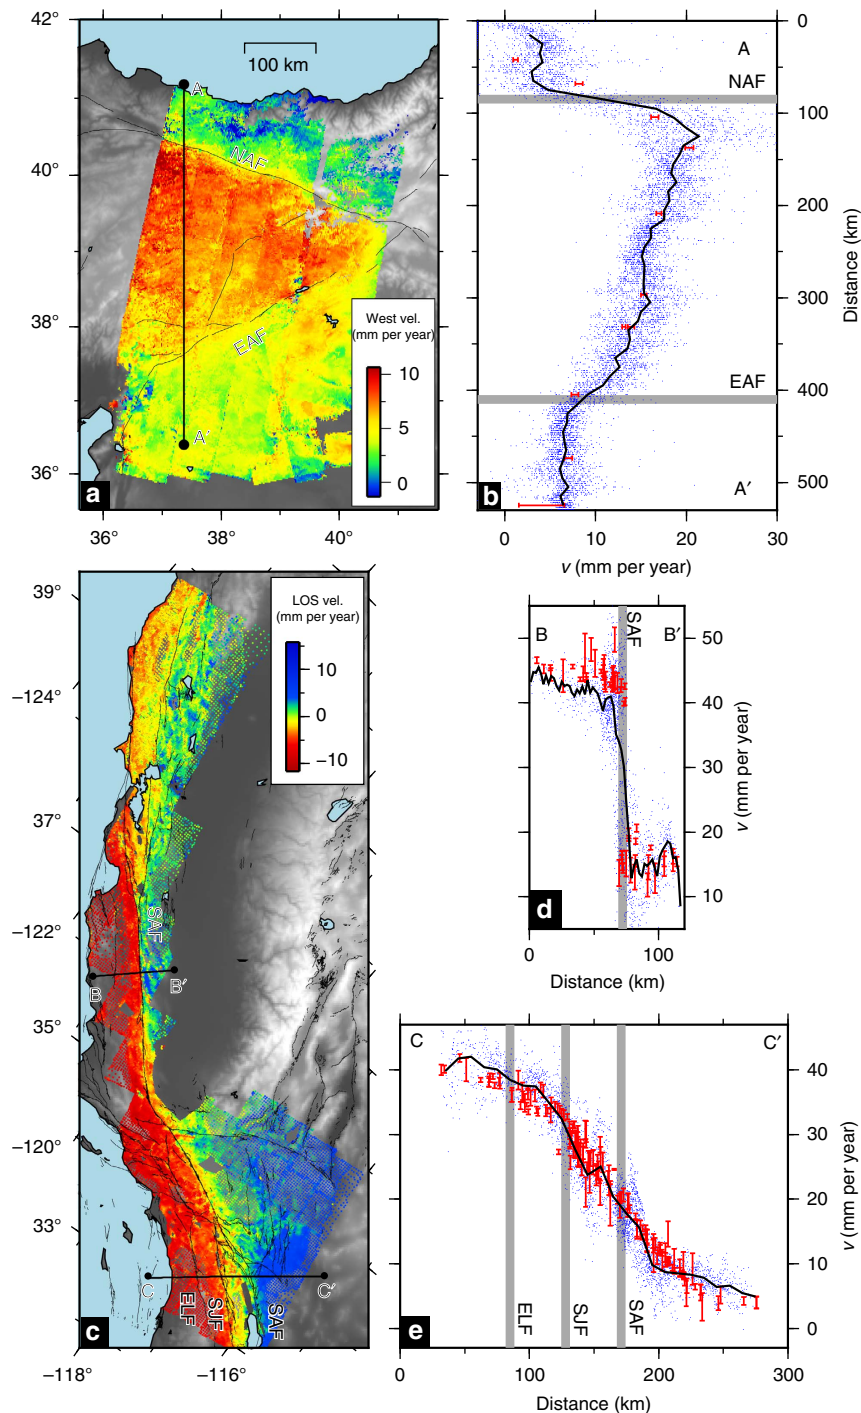 42°
40°
38°
36°
36°
38°
40°
100 km
A
NAF
EAF
A′
West vel.
(mm per year)
10
5
0
a
0
100
200
300
400
500
Distance (km)
A
NAF
EAF
A′
b
0
10
20
30
v (mm per year)
39°
−124°
37°
−122°
35°
−120°
33°
−118°
−116°
LOS vel.
(mm per year)
10
0
−10
SAF
B
B′
C
C′
ELF
SJF
SAF
c
B
SAF
B′
50
40
30
20
10
v (mm per year)
d
0
100
Distance (km)
C
C′
40
30
20
10
0
v (mm per year)
ELF
SJF
SAF
e
0
100
200
300
Distance (km)